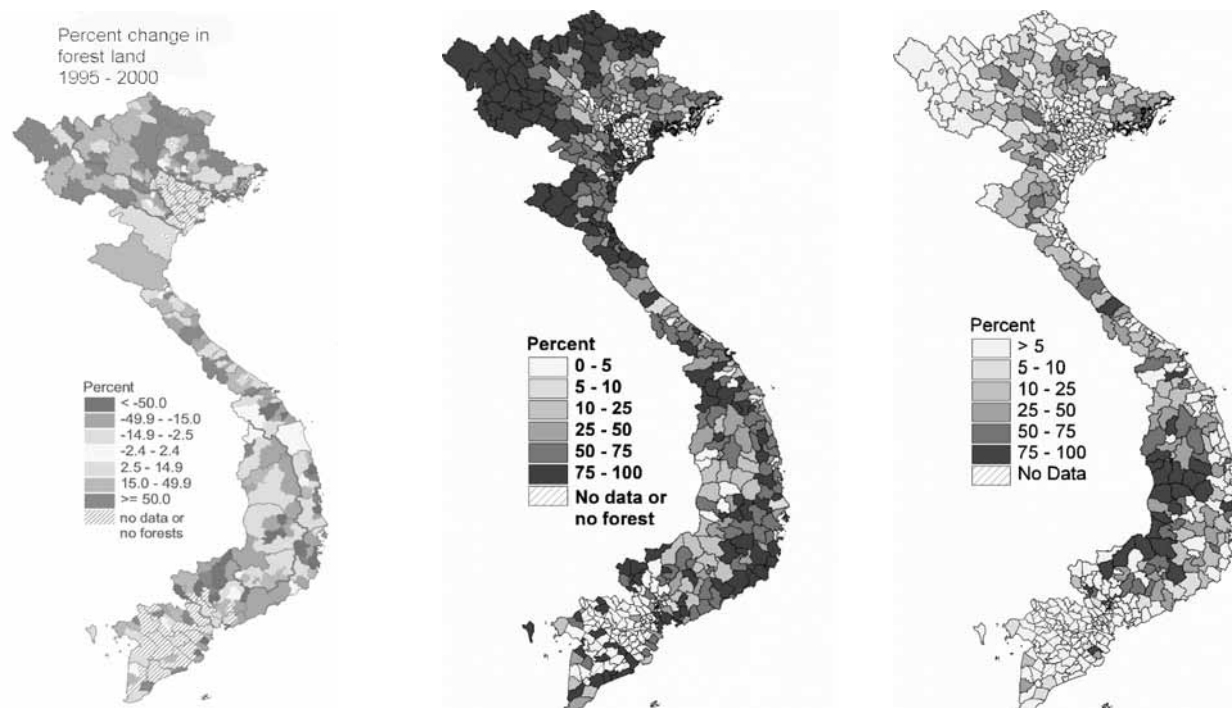 Percent change in
forest land
1995 - 2000
Percent
< -50.0
-49.9 - -15.0
-14.9 - -2.5
-2.4 - 2.4
2.5 - 14.9
15.0 - 49.9
>= 50.0
no data or
no forests
Percent
0 - 5
5 - 10
10 - 25
25 - 50
50 - 75
75 - 100
No data or
no forest
Percent
> 5
5 - 10
10 - 25
25 - 50
50 - 75
75 - 100
No Data